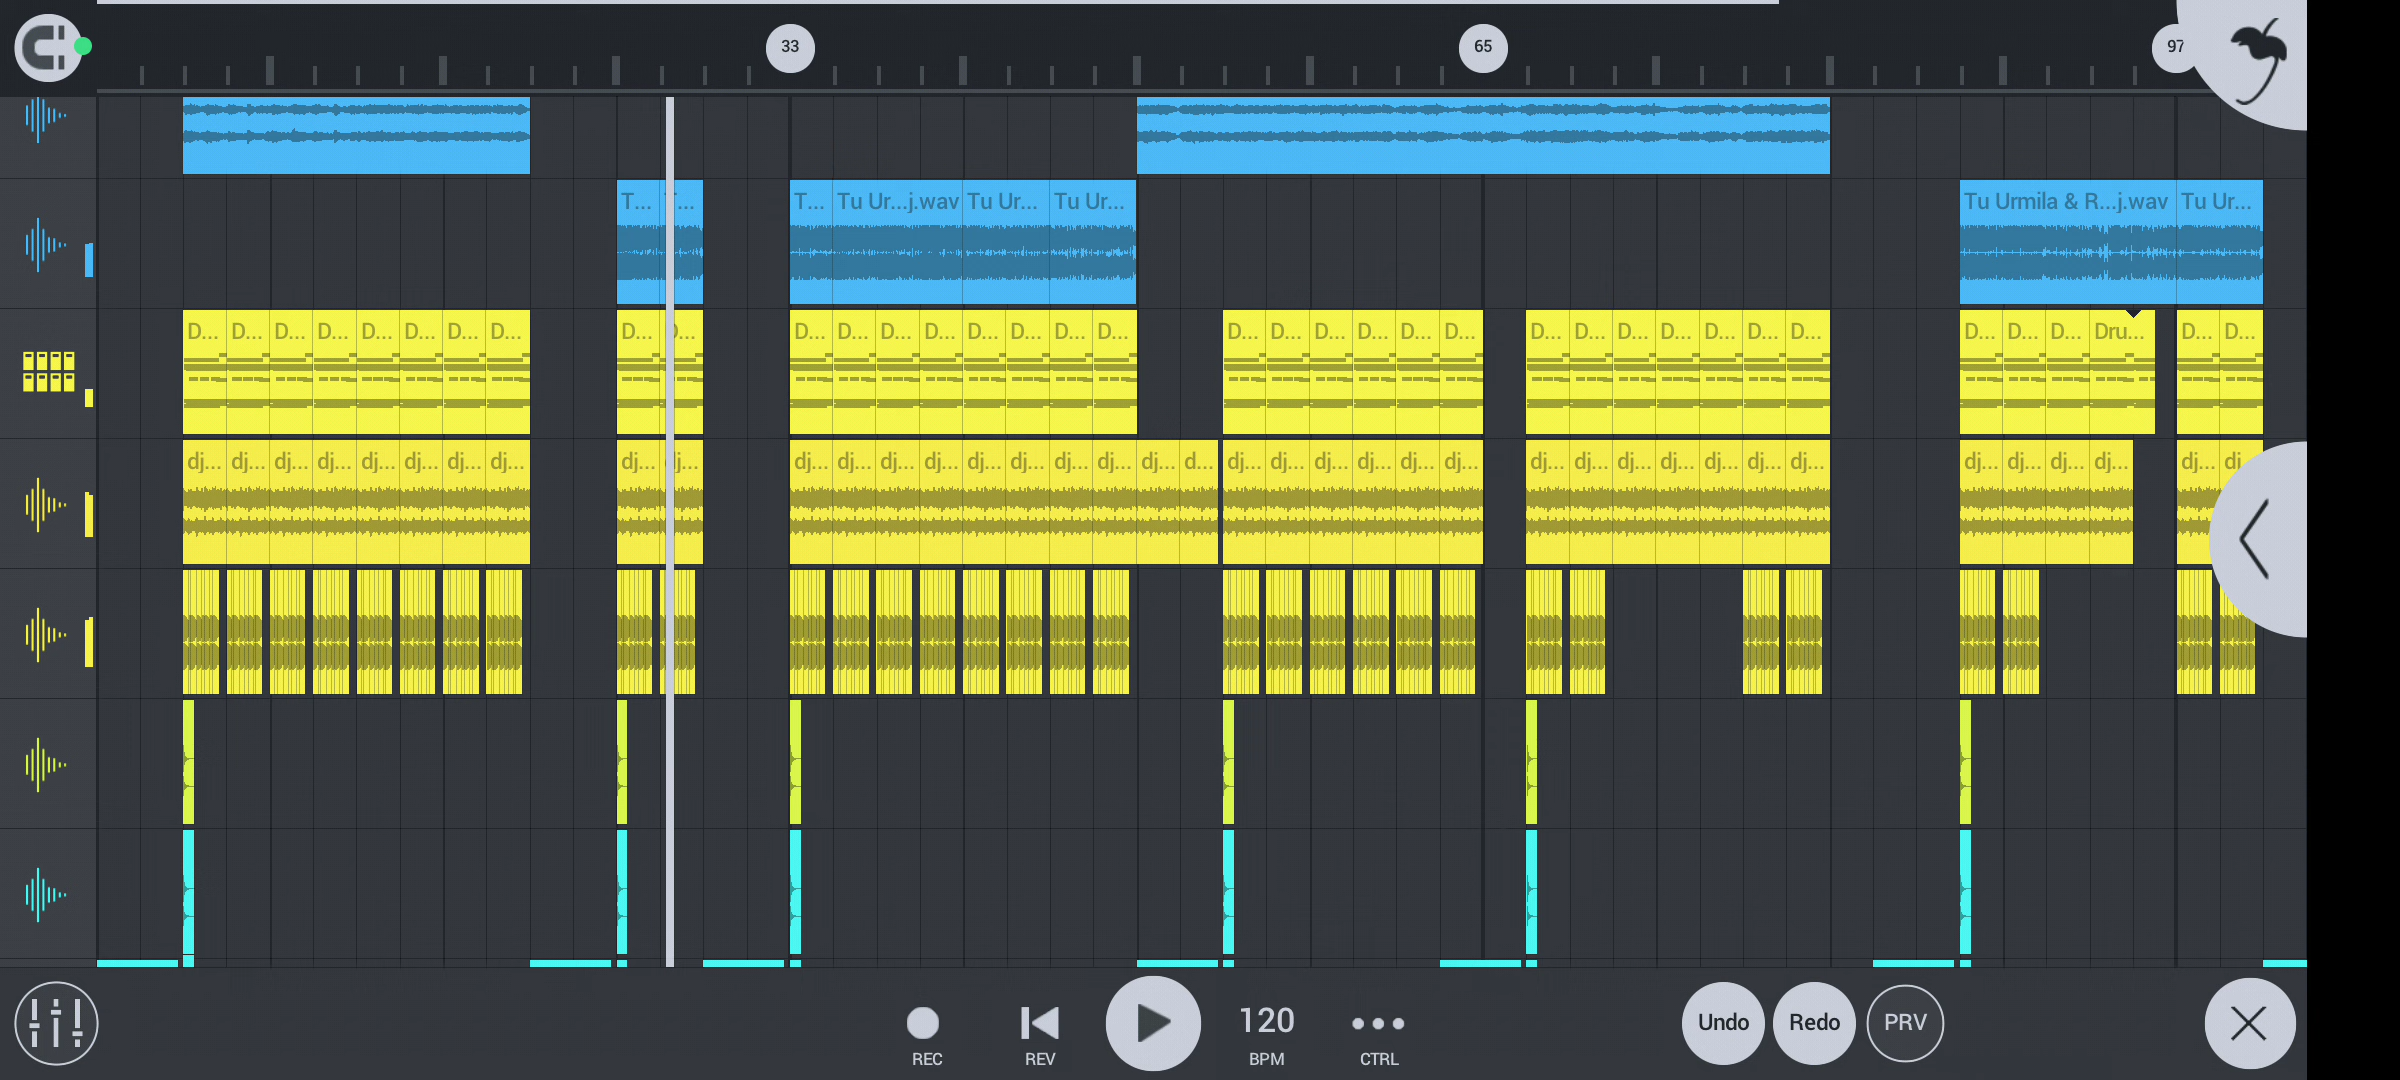 33 65 97
T... T... T... Tu Ur...j.wav Tu Ur... Tu Ur... Tu Urmila & R...j.wav Tu Ur...
D... D... D... D... D... D... D... D... D... D... D... D... D... D... D... D... D... D... D... D... D... D... D... D... D... D... D... D... D... D... D... D... D... D... Dru... D... D...
dj... dj... dj... dj... dj... dj... dj... dj... dj... dj... dj... dj... dj... dj... dj... dj... dj... dj... dj... d... dj... dj... dj... dj... dj... dj... dj... dj... dj... dj... dj... dj... dj... dj... dj... dj... dj... dj... dj
120 Undo Redo PRV
REC REV BPM CTRL